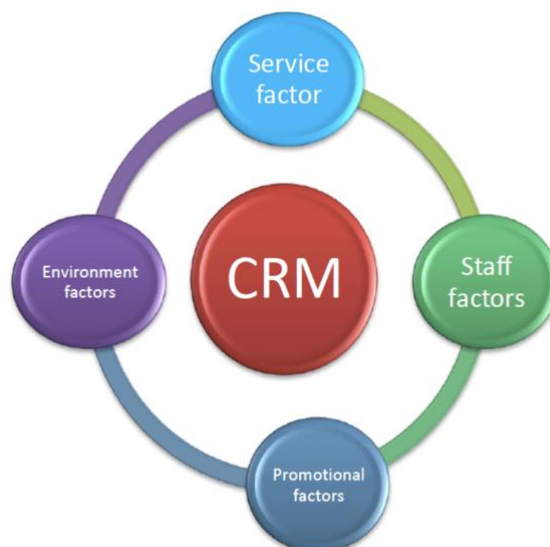 Service
factor
Environment
factors
CRM
Staff
factors
Promotional
factors